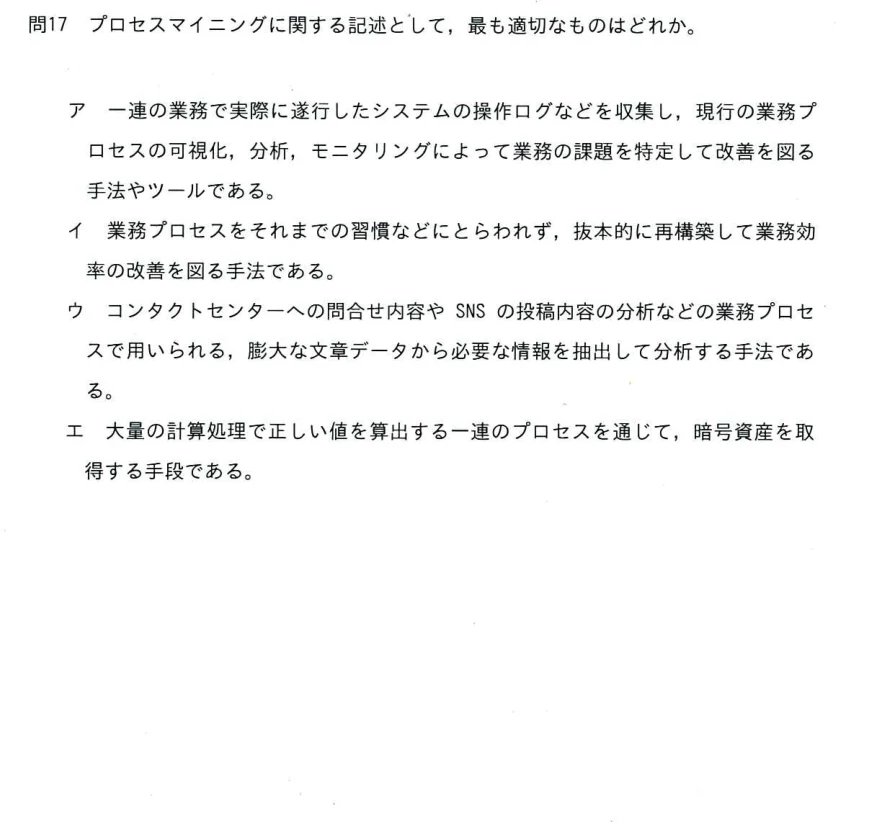 問17　プロセスマイニングに関する記述として，最も適切なものはどれか。
ア　一連の業務で実際に遂行したシステムの操作ログなどを収集し，現行の業務プ
ロセスの可視化，分析，モニタリングによって業務の課題を特定して改善を図る
手法やツールである。
イ　業務プロセスをそれまでの習慣などにとらわれず，抜本的に再構築して業務効
率の改善を図る手法である。
ウ　コンタクトセンターへの問合せ内容や SNS の投稿内容の分析などの業務プロセ
スで用いられる，膨大な文章データから必要な情報を抽出して分析する手法であ
る。
エ　大量の計算処理で正しい値を算出する一連のプロセスを通じて，暗号資産を取
得する手段である。